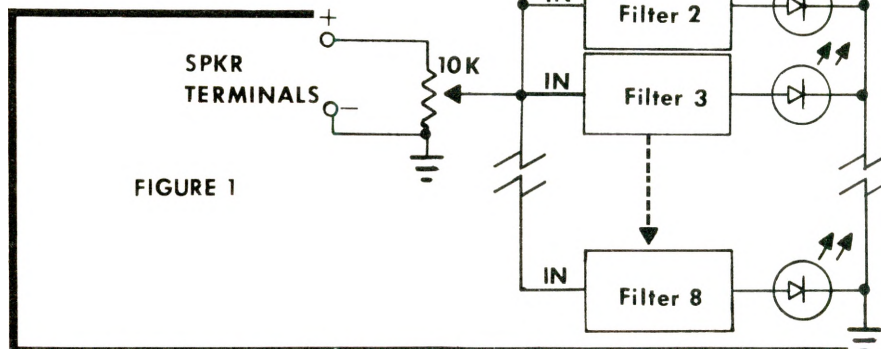 IN
Filter 2
+
SPKR
TERMINALS
−
10K
IN
Filter 3
FIGURE 1
IN
Filter 8